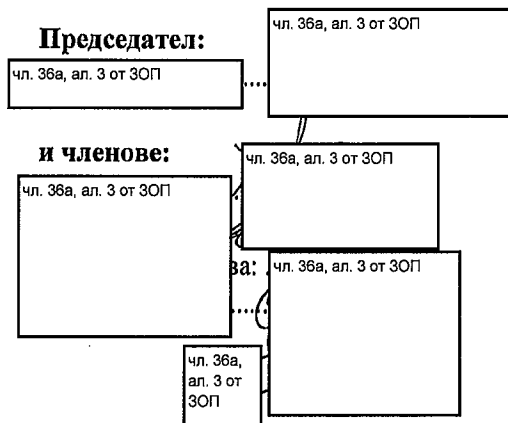 Председател:
чл. 36а, ал. 3 от ЗОП
чл. 36а, ал. 3 от ЗОП
и членове:
чл. 36а, ал. 3 от ЗОП
чл. 36а, ал. 3 от ЗОП
ва:
чл. 36а, ал. 3 от ЗОП
чл. 36а,
ал. 3 от
ЗОП